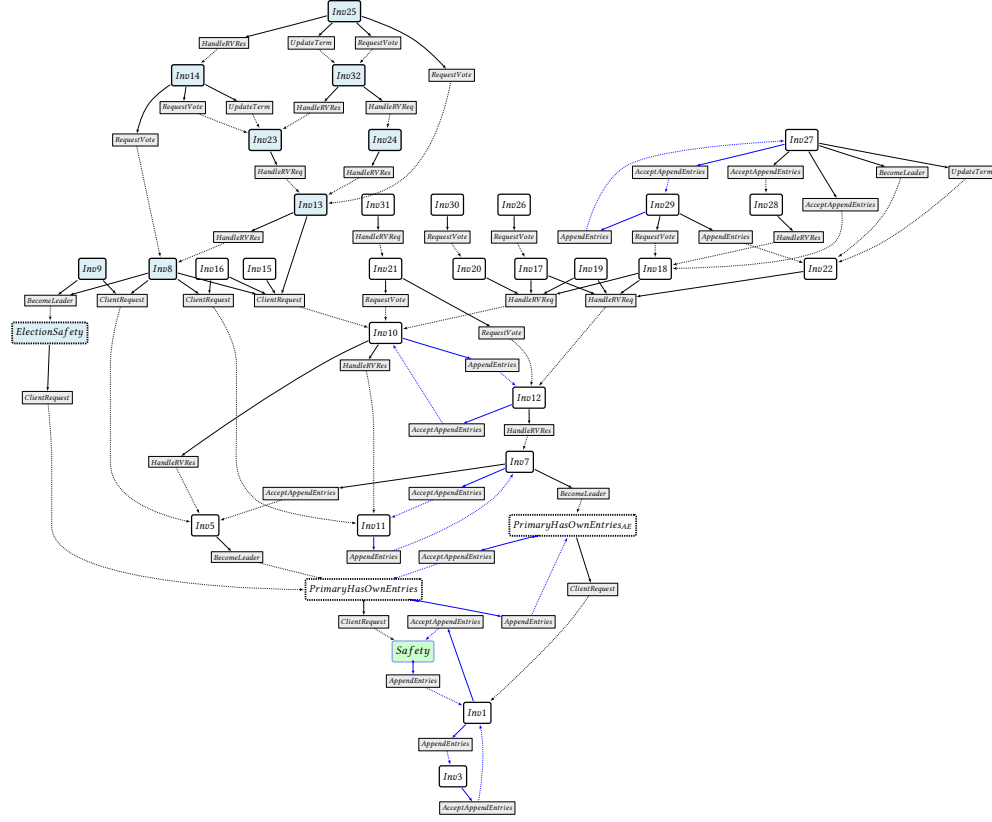 Inv25
HandleRVRes UpdateTerm RequestVote
Inv14 Inv32 RequestVote
RequestVote UpdateTerm HandleRVRes HandleRVReq
RequestVote Inv23 Inv24 Inv27
HandleRVReq HandleRVRes AcceptAppendEntries AcceptAppendEntries BecomeLeader UpdateTerm
Inv13 Inv31 Inv30 Inv26 Inv29 Inv28 AcceptAppendEntries
HandleRVRes HandleRVReq RequestVote RequestVote AppendEntries RequestVote AppendEntries HandleRVRes
Inv9 Inv8 Inv16 Inv15 Inv21 Inv20 Inv17 Inv19 Inv18 Inv22
BecomeLeader ClientRequest ClientRequest ClientRequest RequestVote HandleRVReq HandleRVReq
ElectionSafety Inv10 RequestVote
HandleRVRes AppendEntries
ClientRequest Inv12
AcceptAppendEntries HandleRVRes
HandleRVRes Inv7
AcceptAppendEntries AcceptAppendEntries BecomeLeader
Inv5 Inv11 PrimaryHasOwnEntriesAE
BecomeLeader AppendEntries AcceptAppendEntries
PrimaryHasOwnEntries ClientRequest
ClientRequest AcceptAppendEntries AppendEntries
Safety
AppendEntries
Inv1
AppendEntries
Inv3
AcceptAppendEntries